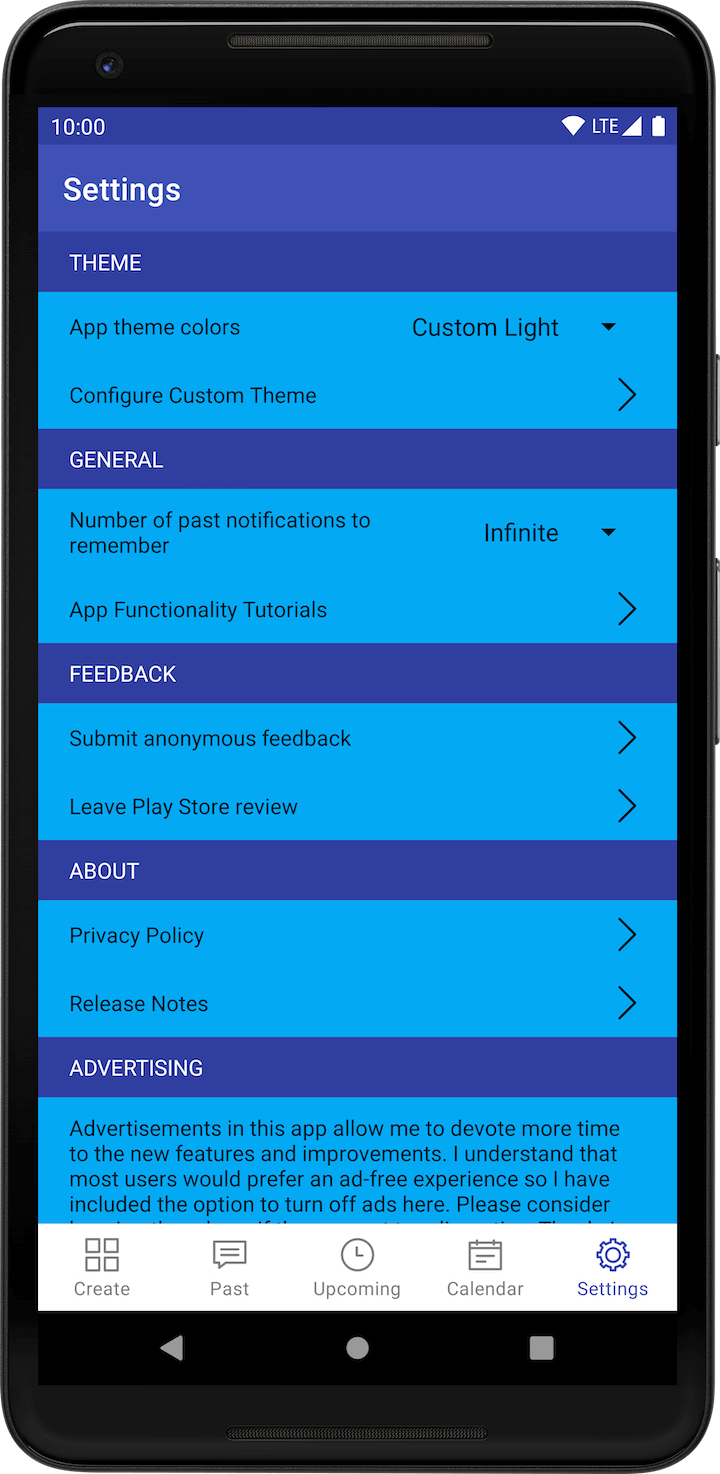 10:00
LTE
Settings
THEME
App theme colors
Custom Light
Configure Custom Theme
GENERAL
Number of past notifications to
remember
Infinite
App Functionality Tutorials
FEEDBACK
Submit anonymous feedback
Leave Play Store review
ABOUT
Privacy Policy
Release Notes
ADVERTISING
Advertisements in this app allow me to devote more time
to the new features and improvements. I understand that
most users would prefer an ad-free experience so I have
included the option to turn off ads here. Please consider
Create
Past
Upcoming
Calendar
Settings